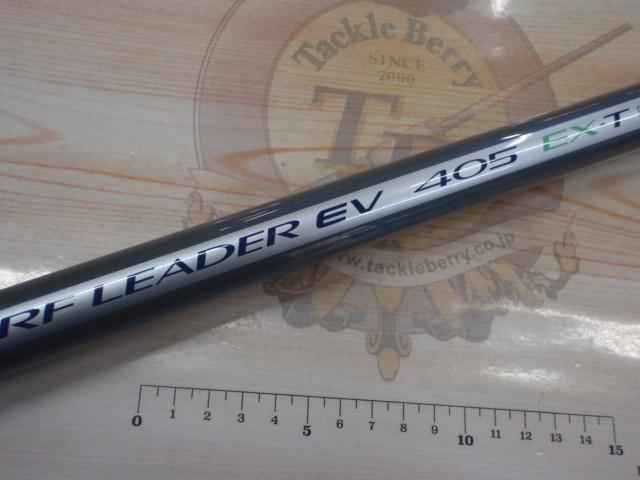 Tackle Berry
SINCE
2000
RF LEADER EV 405 EX-T
www.tackleberry.co.jp
0 1 2 3 4 5 6 7 8 9 10 11 12 13 14 15